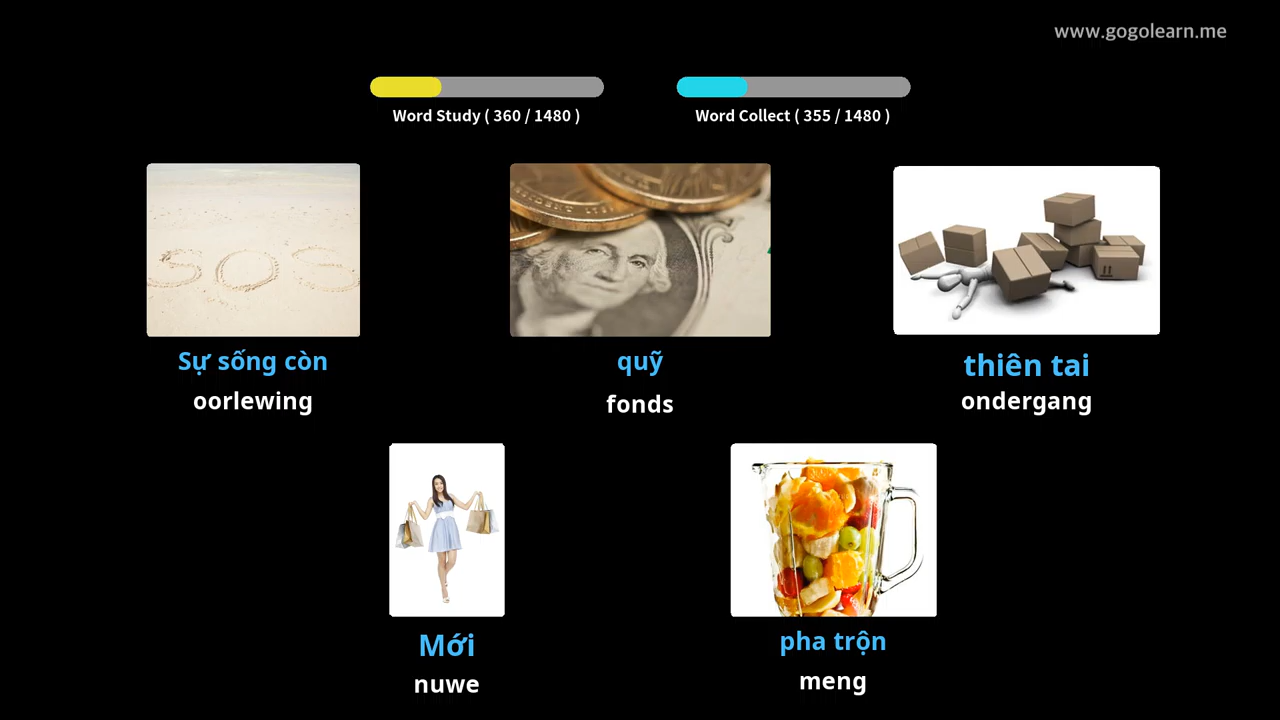 www.gogolearn.me
Word Study ( 360 / 1480 )
Word Collect ( 355 / 1480 )
SOS
Sự sống còn
oorlewing
quỹ
fonds
thiên tai
ondergang
Mới
nuwe
pha trộn
meng